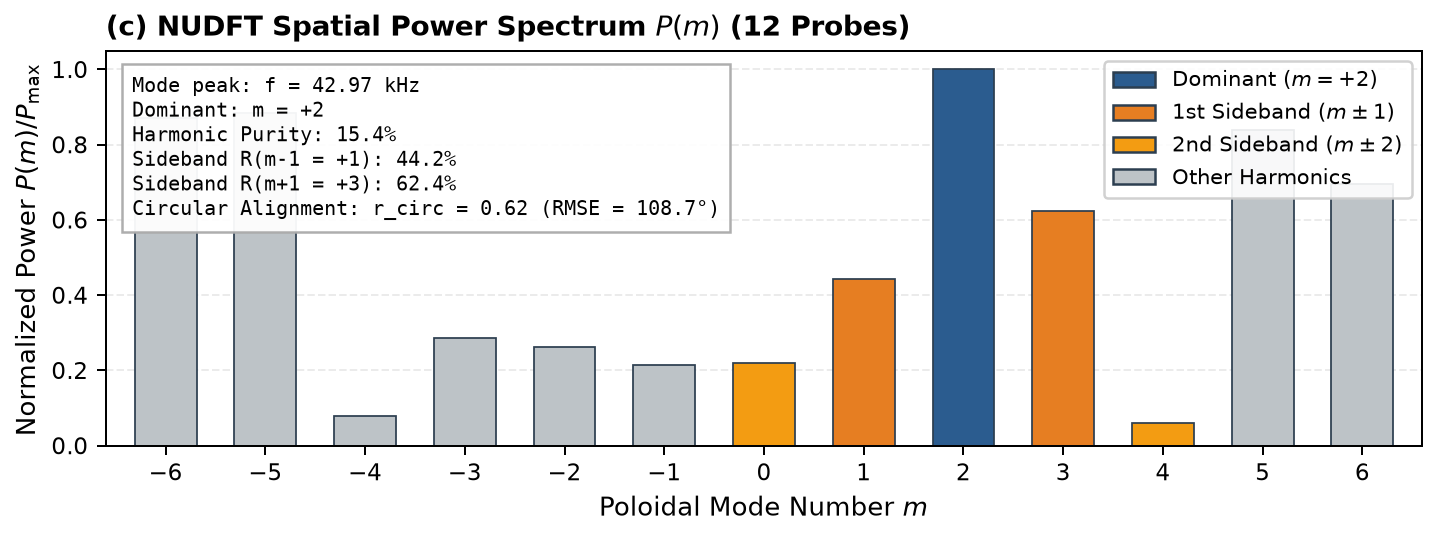 (c) NUDFT Spatial Power Spectrum P(m) (12 Probes)
Normalized Power P(m)/Pmax
1.0
0.8
0.6
0.4
0.2
0.0
Mode peak: f = 42.97 kHz
Dominant: m = +2
Harmonic Purity: 15.4%
Sideband R(m-1 = +1): 44.2%
Sideband R(m+1 = +3): 62.4%
Circular Alignment: r_circ = 0.62 (RMSE = 108.7°)
Dominant (m = +2)
1st Sideband (m ± 1)
2nd Sideband (m ± 2)
Other Harmonics
−6 −5 −4 −3 −2 −1 0 1 2 3 4 5 6
Poloidal Mode Number m